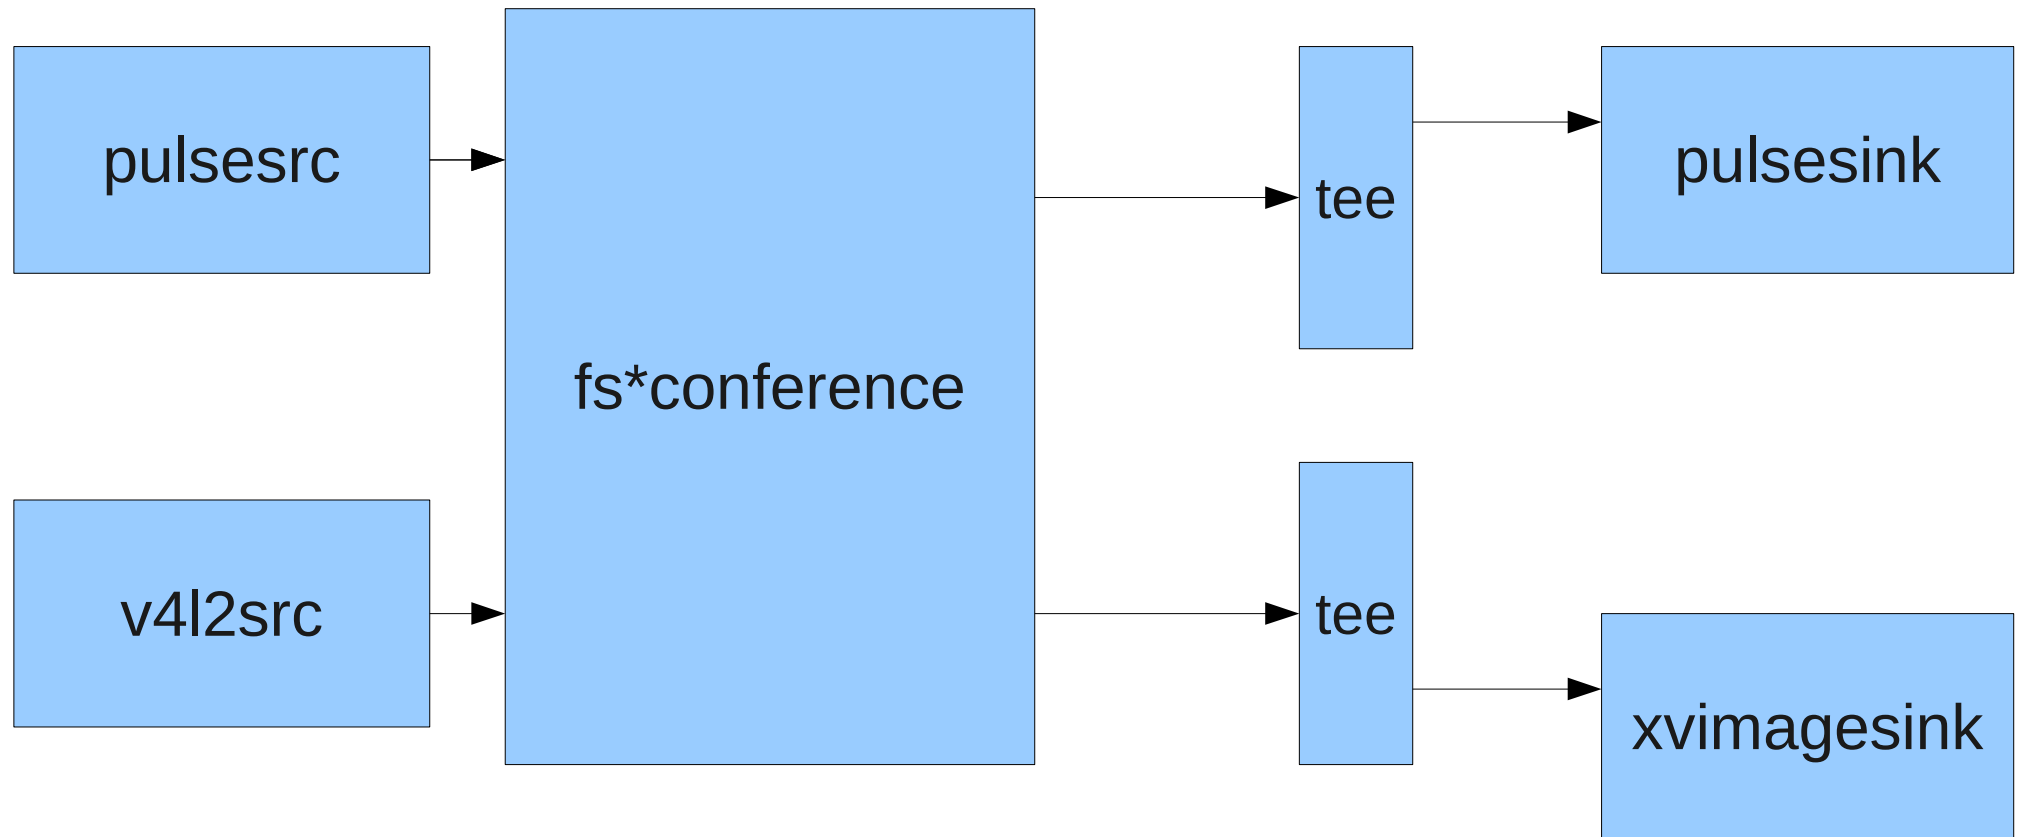 pulsesrc
fs*conference
tee
pulsesink
v4l2src
tee
xvimagesink